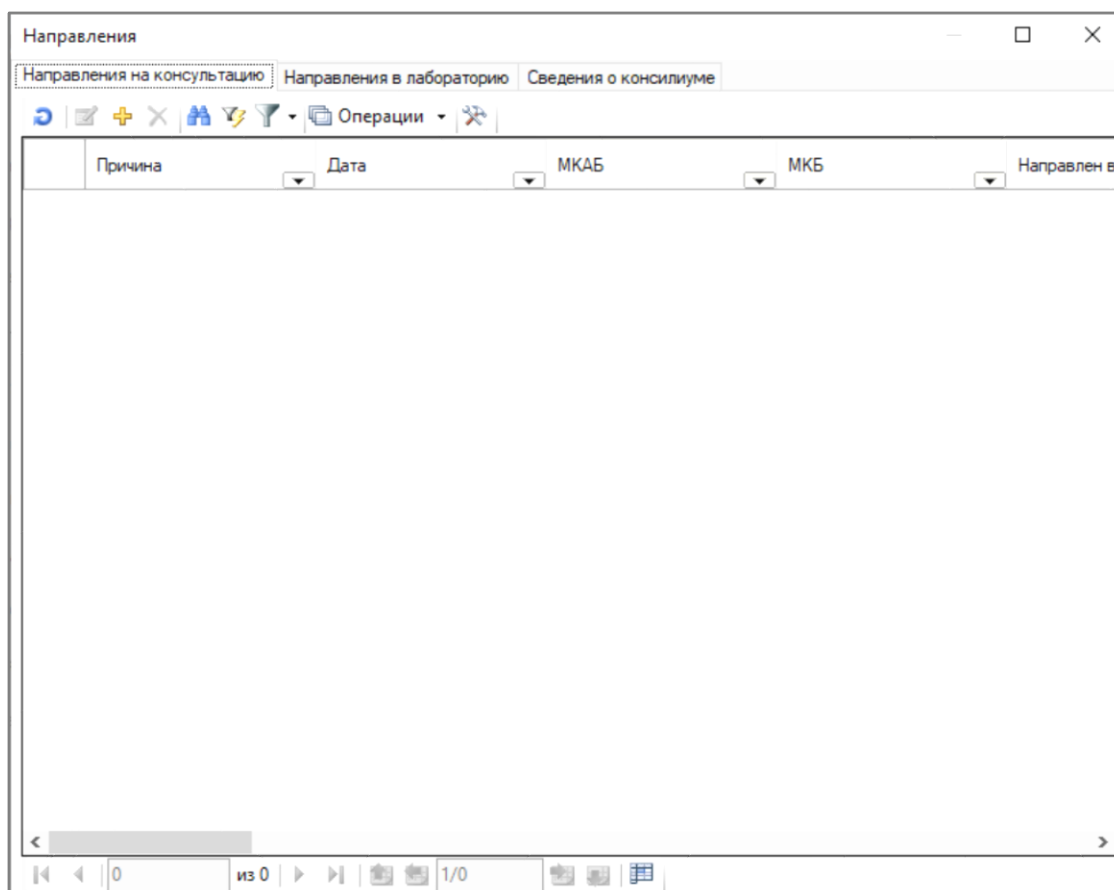 Направления
Направления на консультацию Направления в лабораторию Сведения о консилиуме
Операции
Причина Дата МКАБ МКБ Направлен в
0 из 0 1/0